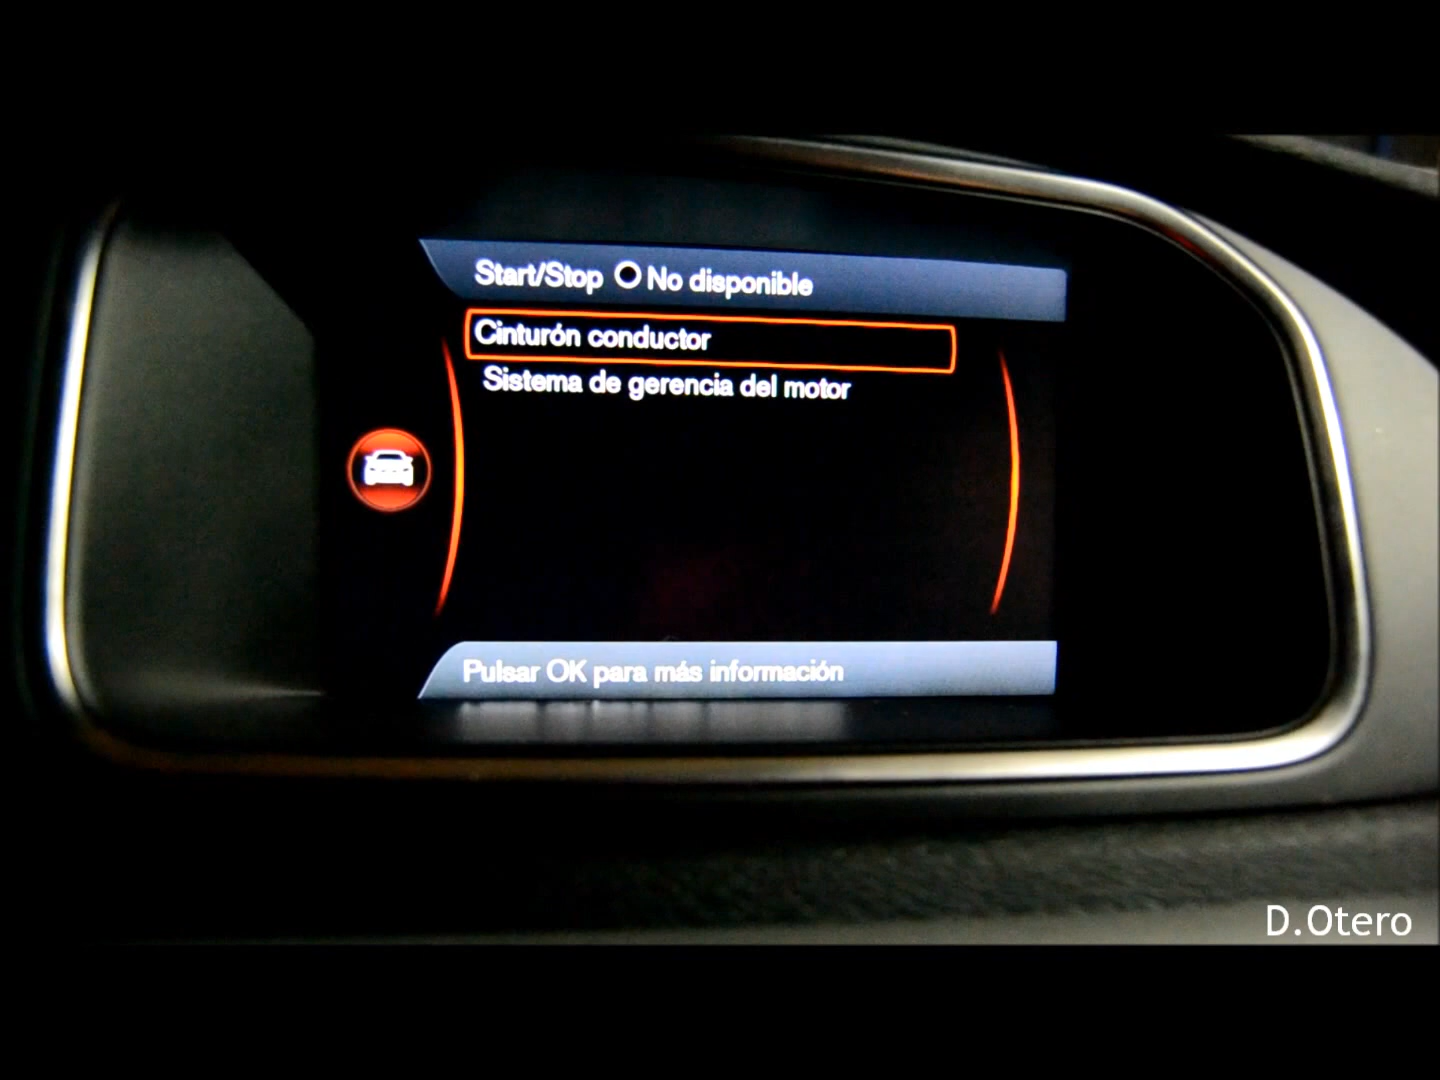 Start/Stop No disponible
Cinturón conductor
Sistema de gerencia del motor
Pulsar OK para más información
D.Otero